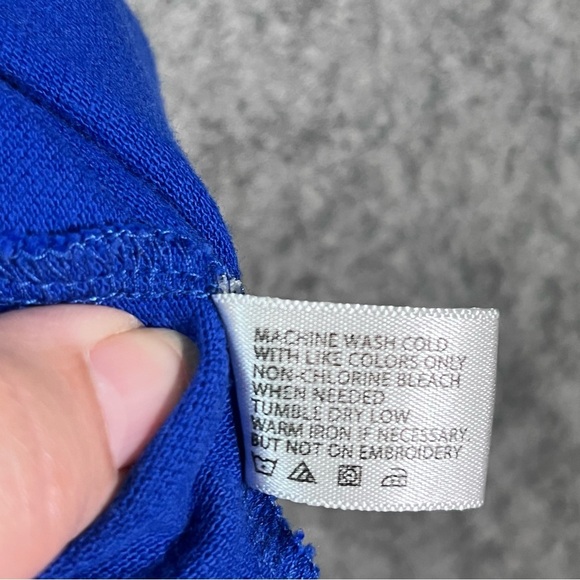 MACHINE WASH COLD
WITH LIKE COLORS ONLY
NON-CHLORINE BLEACH
WHEN NEEDED
TUMBLE DRY LOW
WARM IRON IF NECESSARY.
BUT NOT ON EMBROIDERY